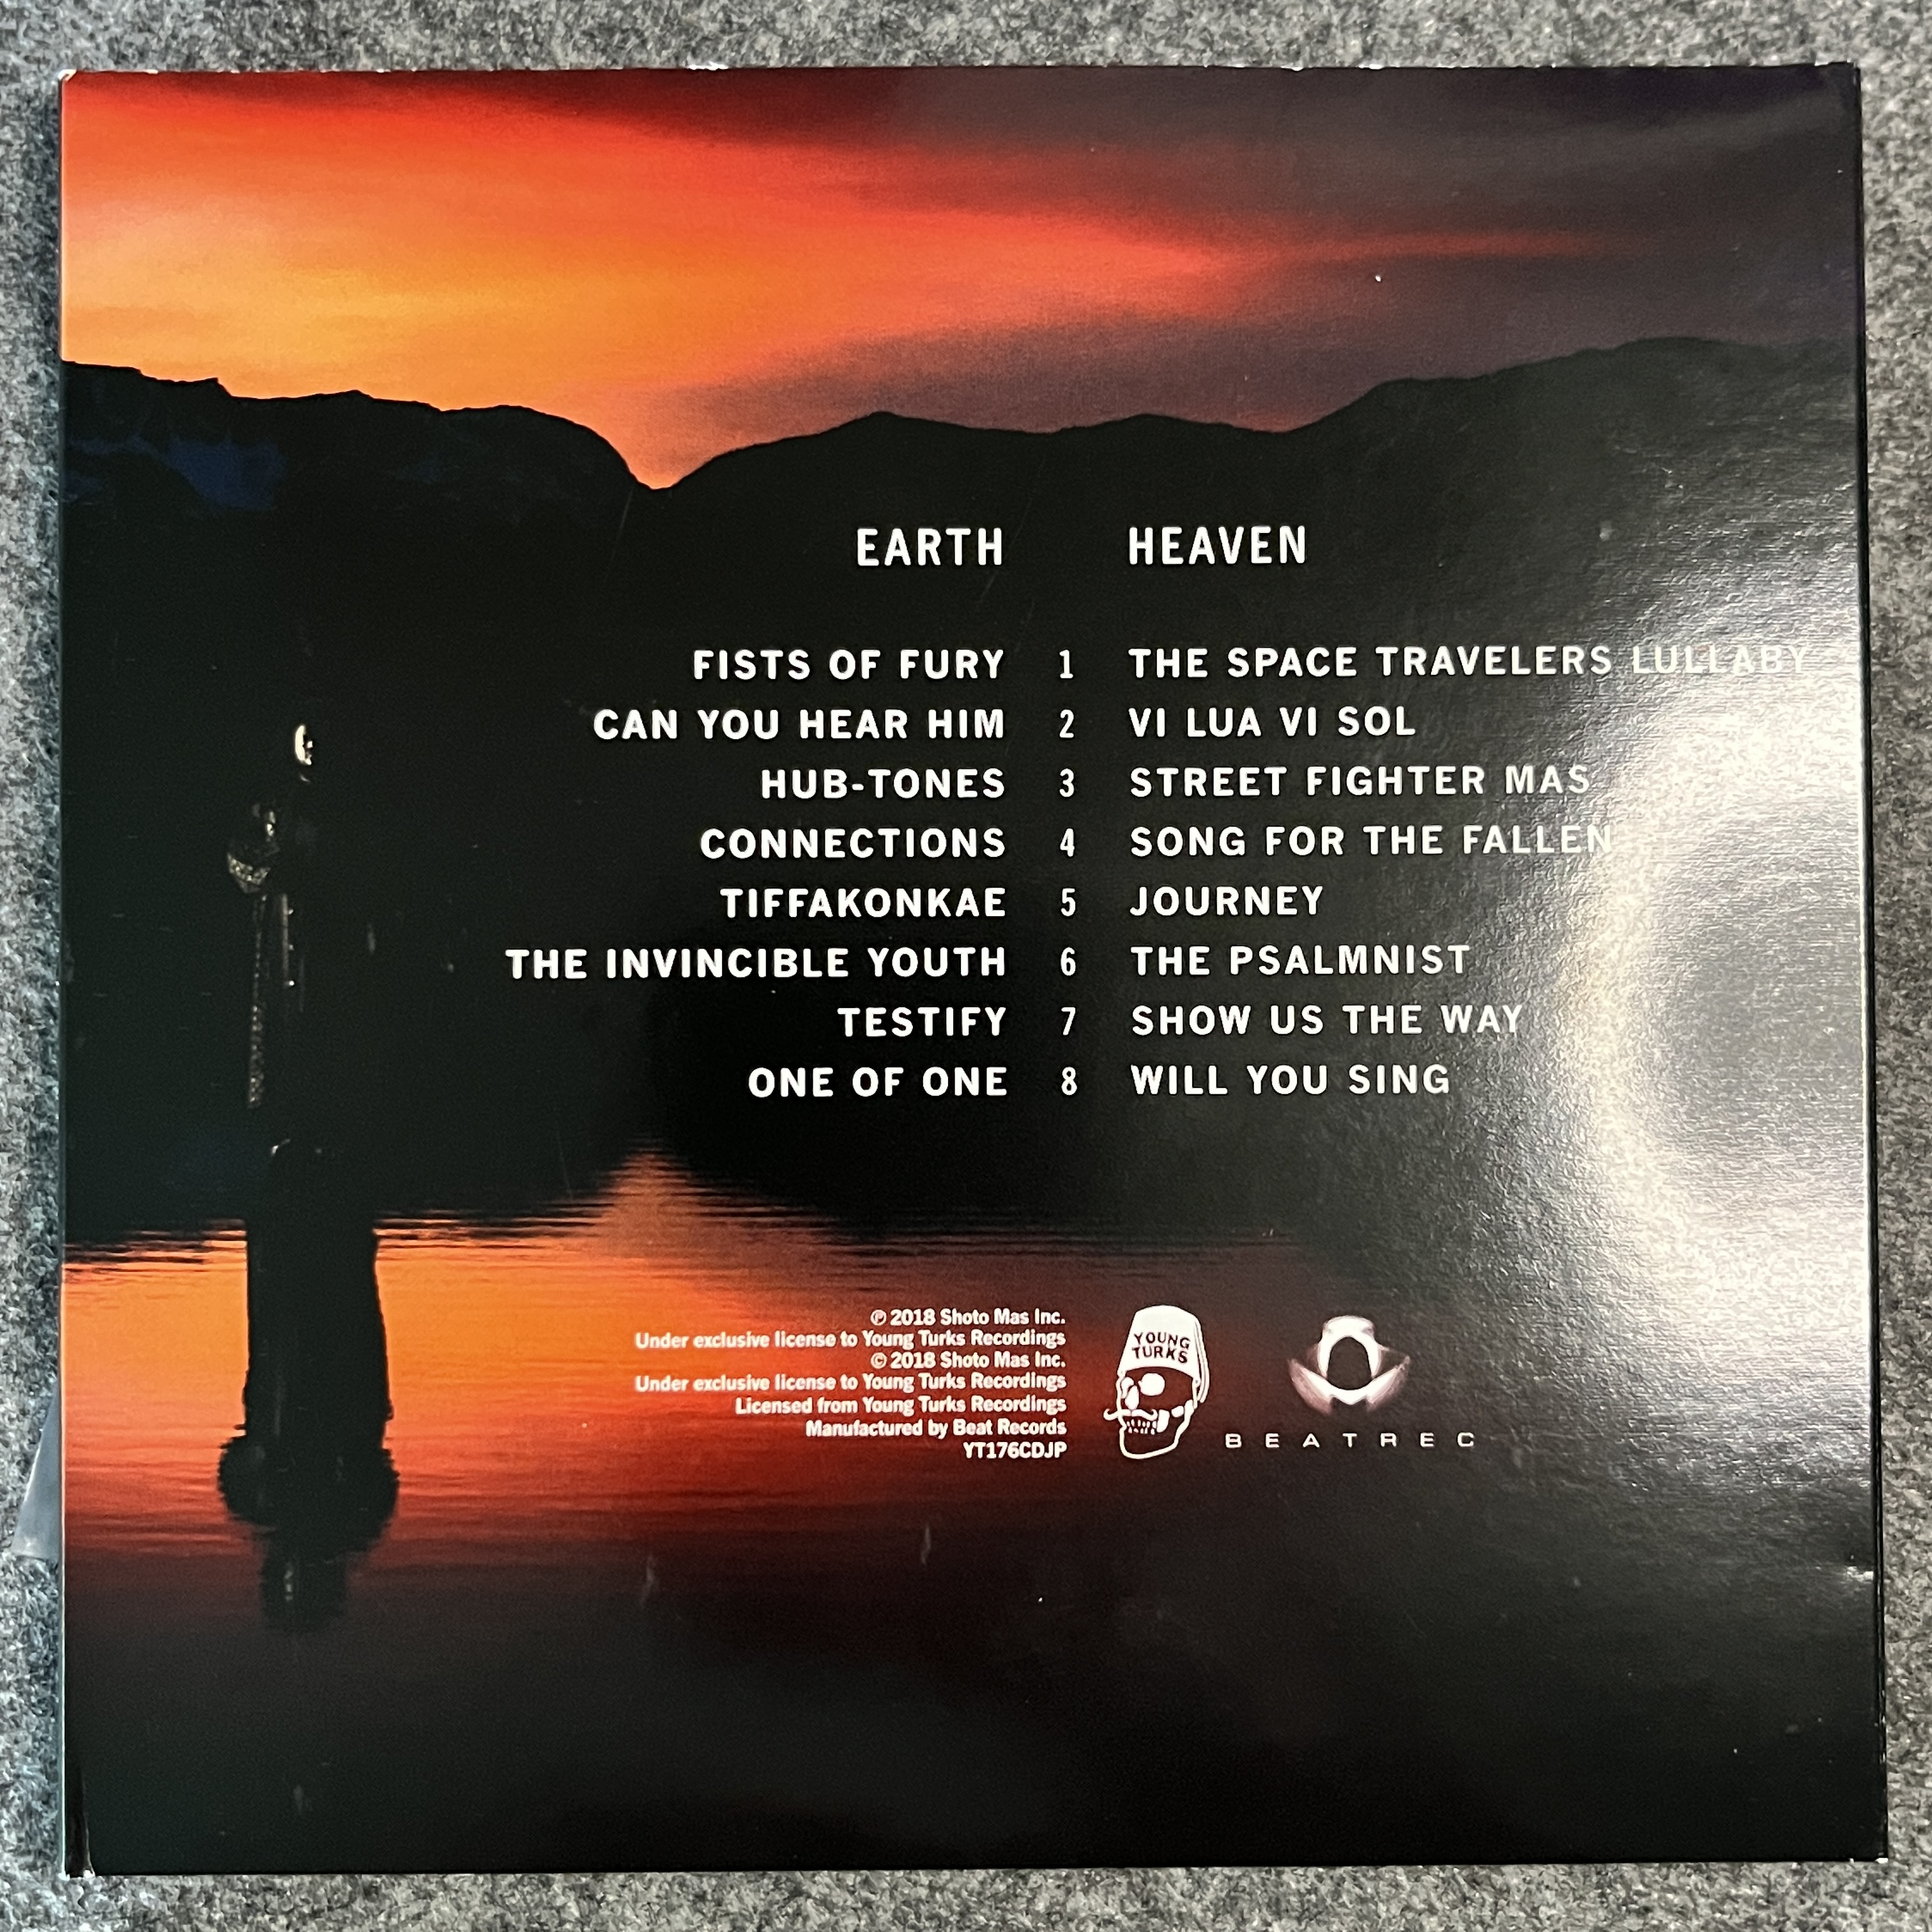 EARTH HEAVEN
FISTS OF FURY 1 THE SPACE TRAVELERS LULLABY
CAN YOU HEAR HIM 2 VI LUA VI SOL
HUB-TONES 3 STREET FIGHTER MAS
CONNECTIONS 4 SONG FOR THE FALLEN
TIFFAKONKAE 5 JOURNEY
THE INVINCIBLE YOUTH 6 THE PSALMNIST
TESTIFY 7 SHOW US THE WAY
ONE OF ONE 8 WILL YOU SING
℗ 2018 Shoto Mas Inc.
Under exclusive license to Young Turks Recordings
© 2018 Shoto Mas Inc.
Under exclusive license to Young Turks Recordings
Licensed from Young Turks Recordings
Manufactured by Beat Records
YT176CDJP
YOUNG
TURKS
BEATREC